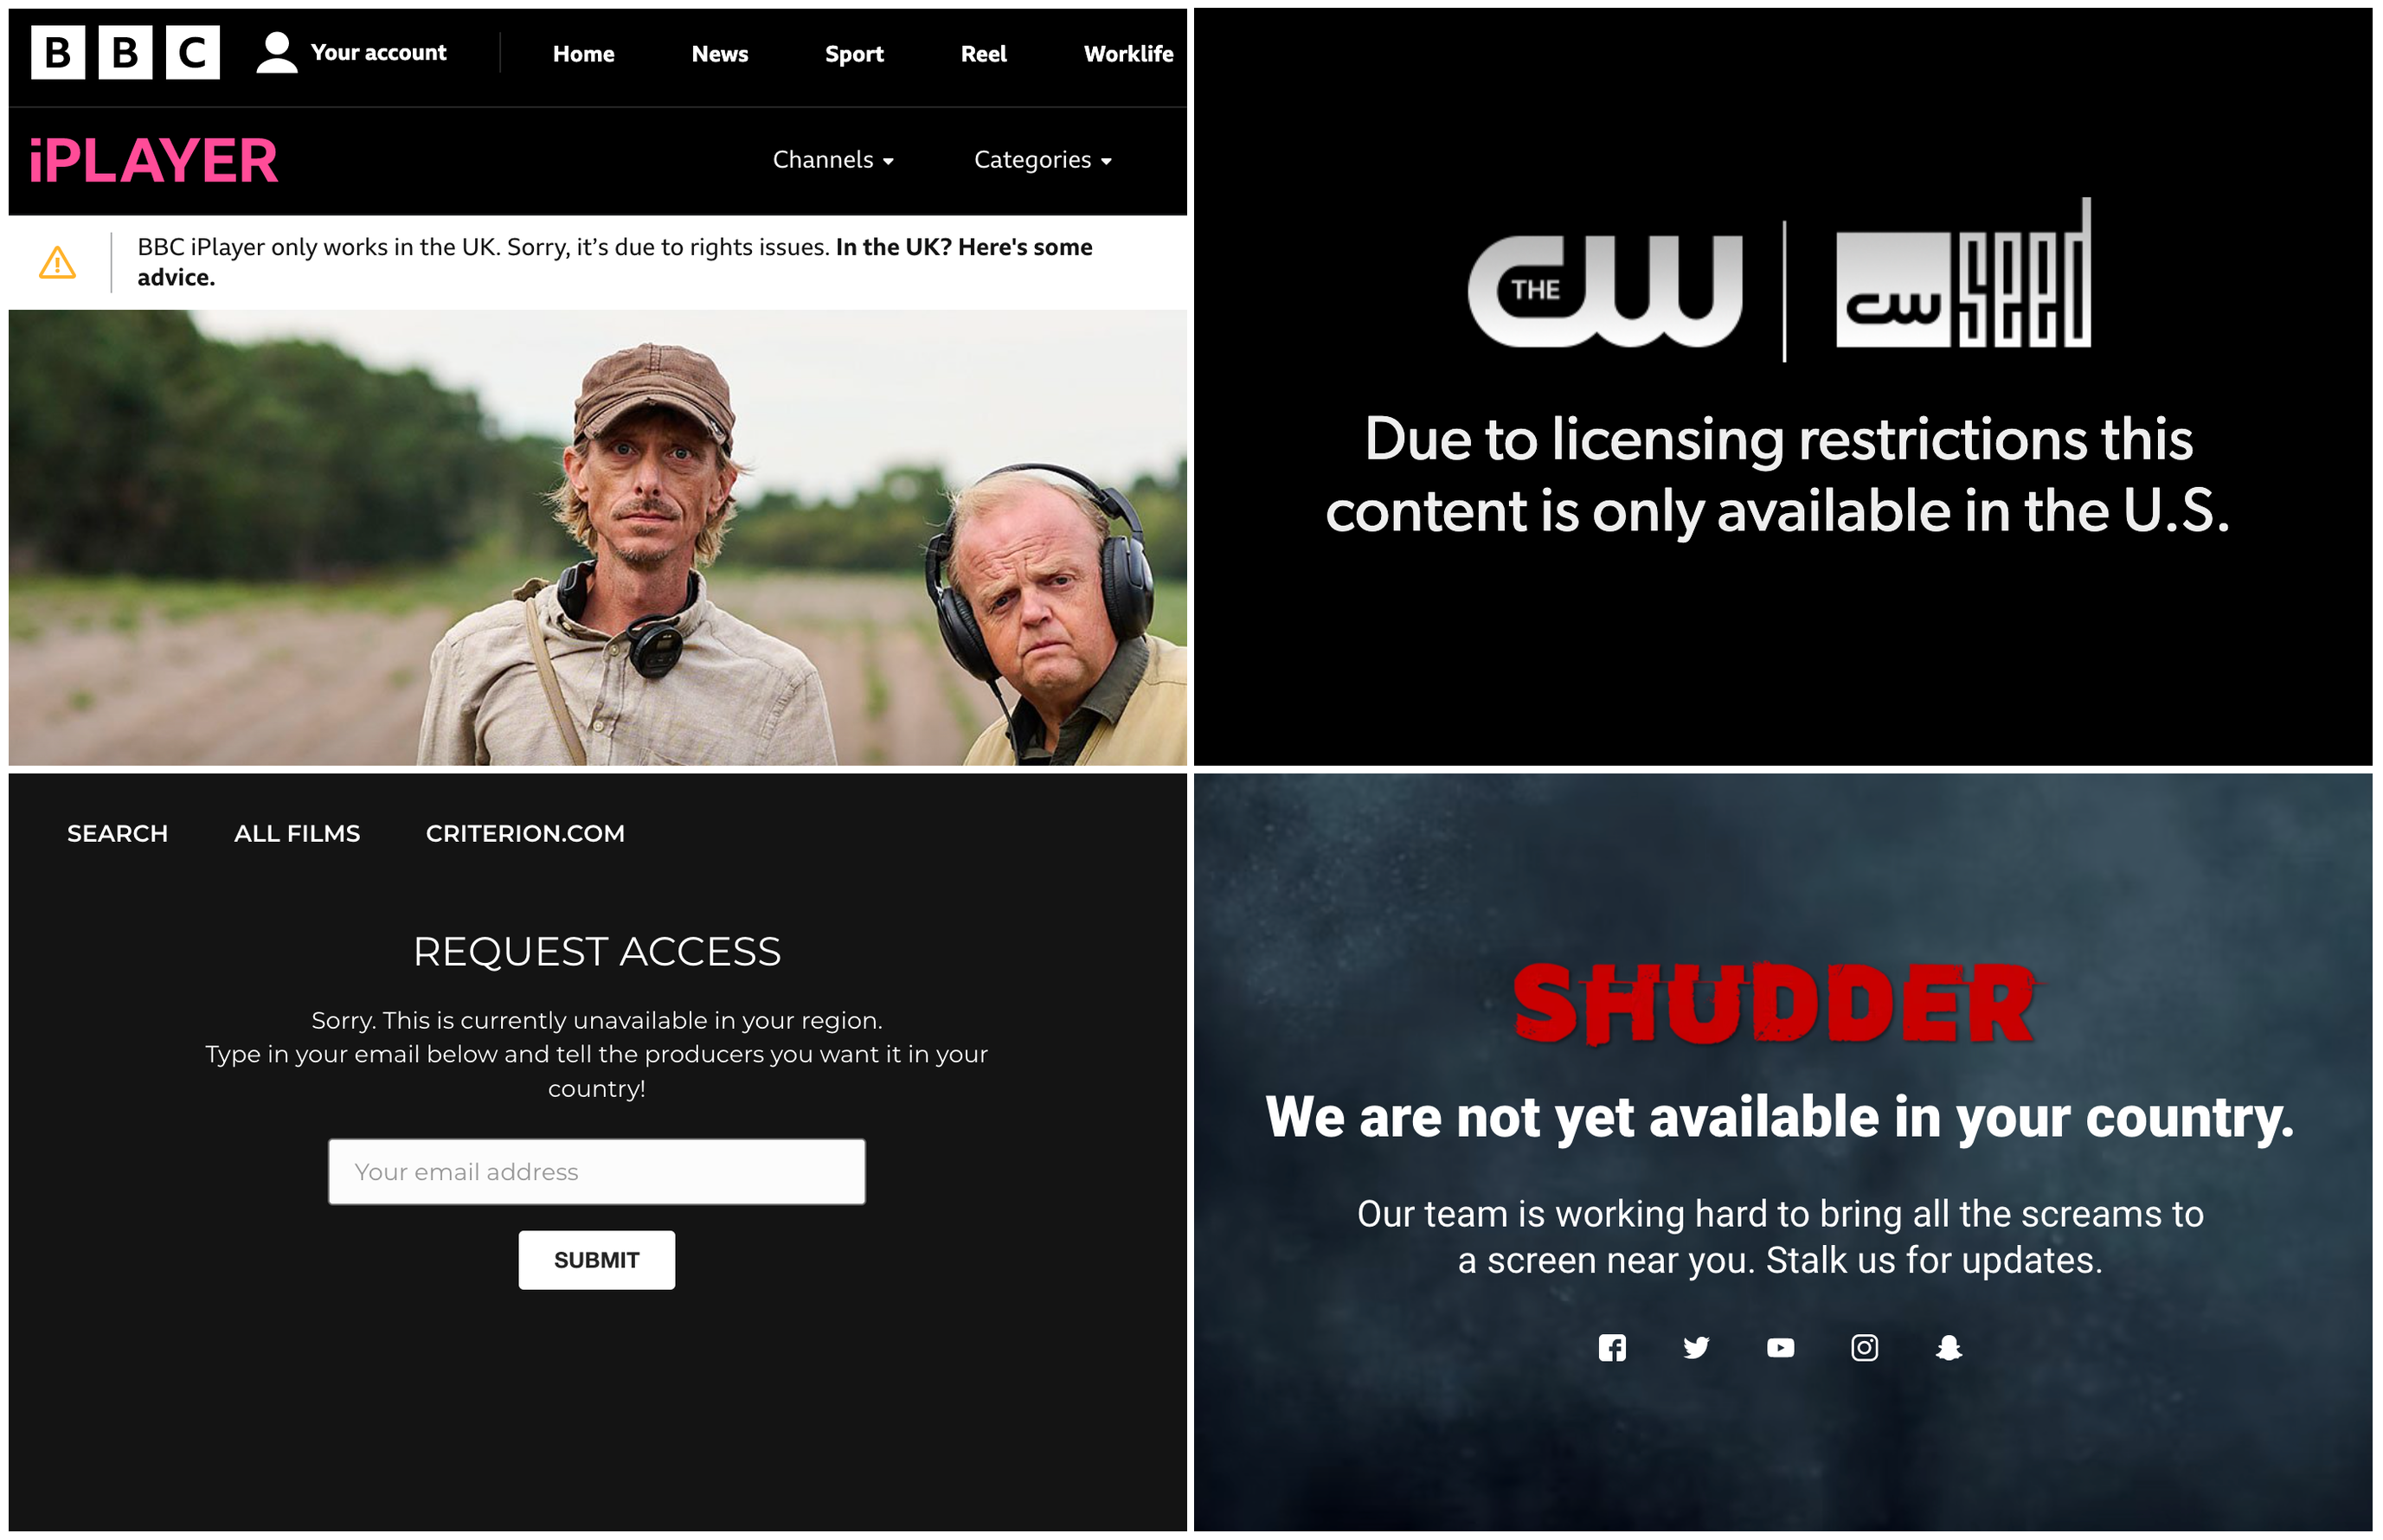 BBC
Your account
Home
News
Sport
Reel
Worklife
iPLAYER
Channels
Categories
BBC iPlayer only works in the UK. Sorry, it’s due to rights issues. In the UK? Here's some
advice.
THE CW
CW seed
Due to licensing restrictions this
content is only available in the U.S.
SEARCH
ALL FILMS
CRITERION.COM
REQUEST ACCESS
Sorry. This is currently unavailable in your region.
Type in your email below and tell the producers you want it in your
country!
Your email address
SUBMIT
SHUDDER
We are not yet available in your country.
Our team is working hard to bring all the screams to
a screen near you. Stalk us for updates.